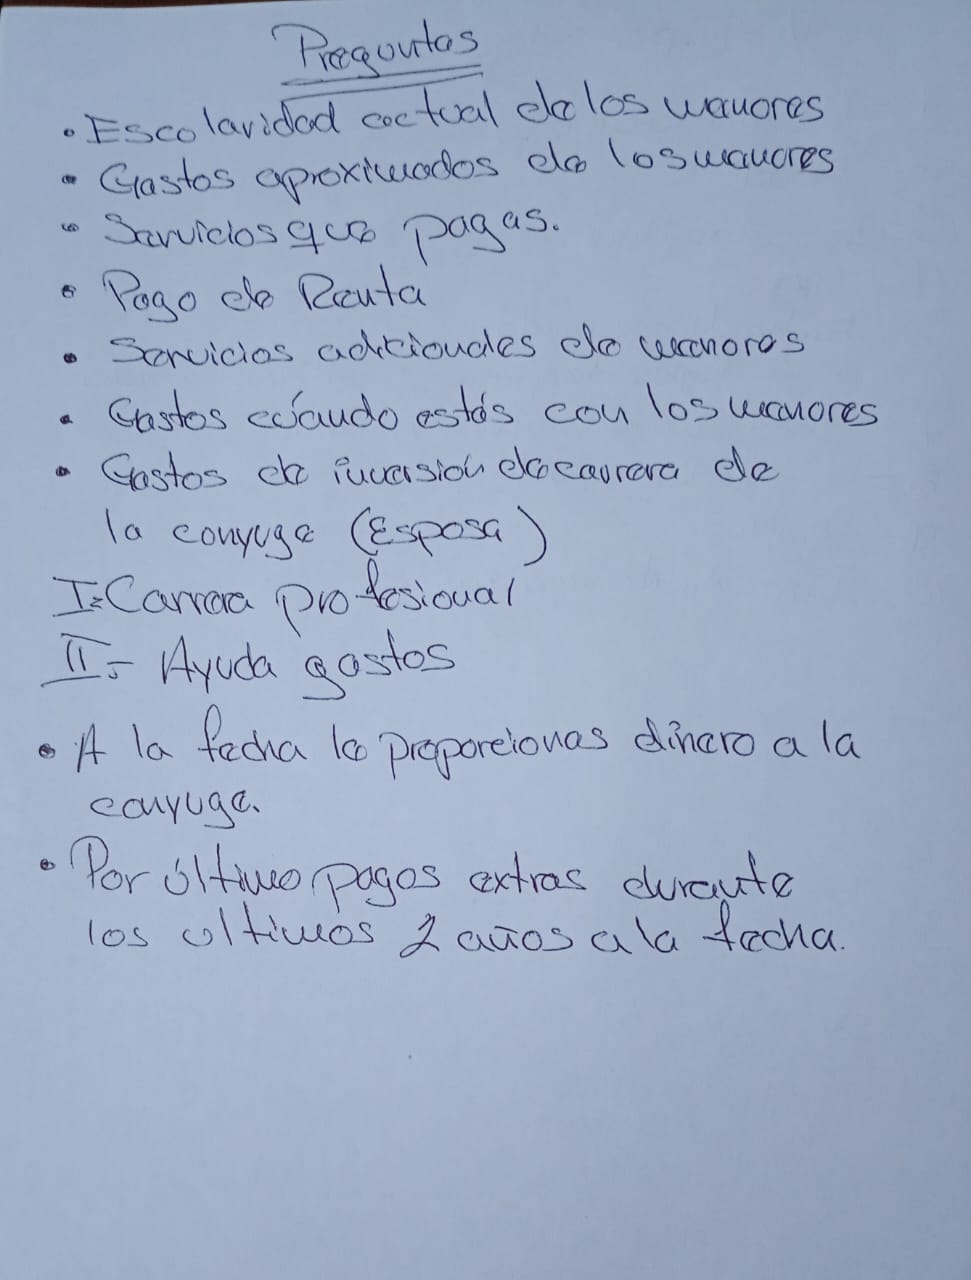 Preguntas
• Escolaridad actual de los menores
• Gastos aproximados de los menores
• Servicios que pagas.
• Pago de Renta
• Servicios adicionales de menores
• Gastos cuándo estás con los menores
• Gastos de inversión de carrera de
la conyuge (Esposa)
I- Carrera profesional
II- Ayuda gastos
• A la fecha le proporcionas dinero a la
conyuge.
• Por último pagos extras durante
los ultimos 2 años a la fecha.